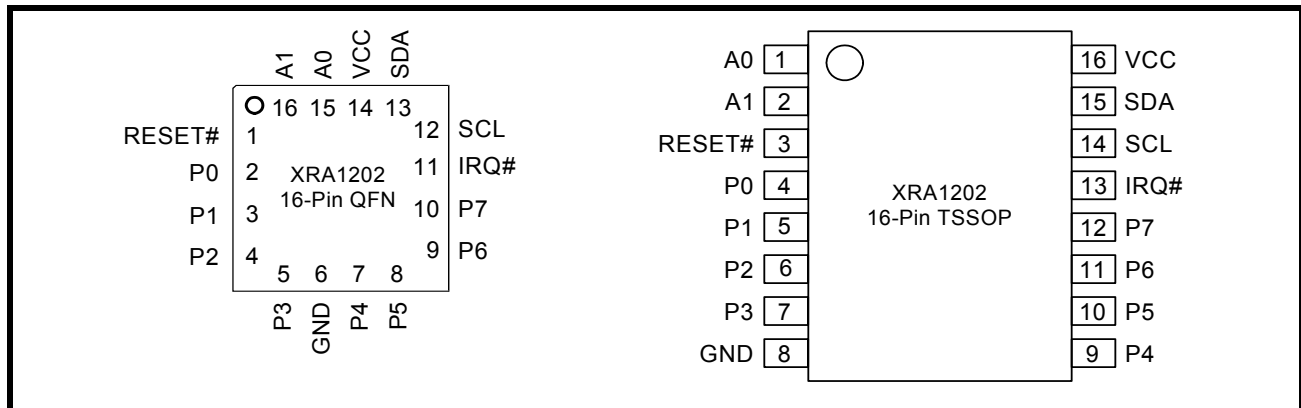 A1 A0 VCC SDA
16 15 14 13
RESET# 1
P0 2
P1 3
P2 4
XRA1202
16-Pin QFN
12 SCL
11 IRQ#
10 P7
9 P6
5 6 7 8
P3 GND P4 P5
A0 1
A1 2
RESET# 3
P0 4
P1 5
P2 6
P3 7
GND 8
XRA1202
16-Pin TSSOP
16 VCC
15 SDA
14 SCL
13 IRQ#
12 P7
11 P6
10 P5
9 P4